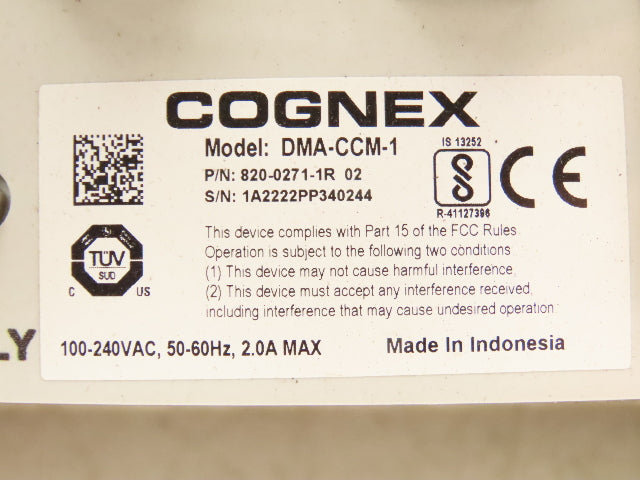 COGNEX
Model: DMA-CCM-1
P/N: 820-0271-1R 02
S/N: 1A2222PP340244
IS 13252
R-41127396
CE
TÜV
SUD
C US
This device complies with Part 15 of the FCC Rules
Operation is subject to the following two conditions
(1) This device may not cause harmful interference,
(2) This device must accept any interference received,
including interference that may cause undesired operation
LY
100-240VAC, 50-60Hz, 2.0A MAX
Made In Indonesia